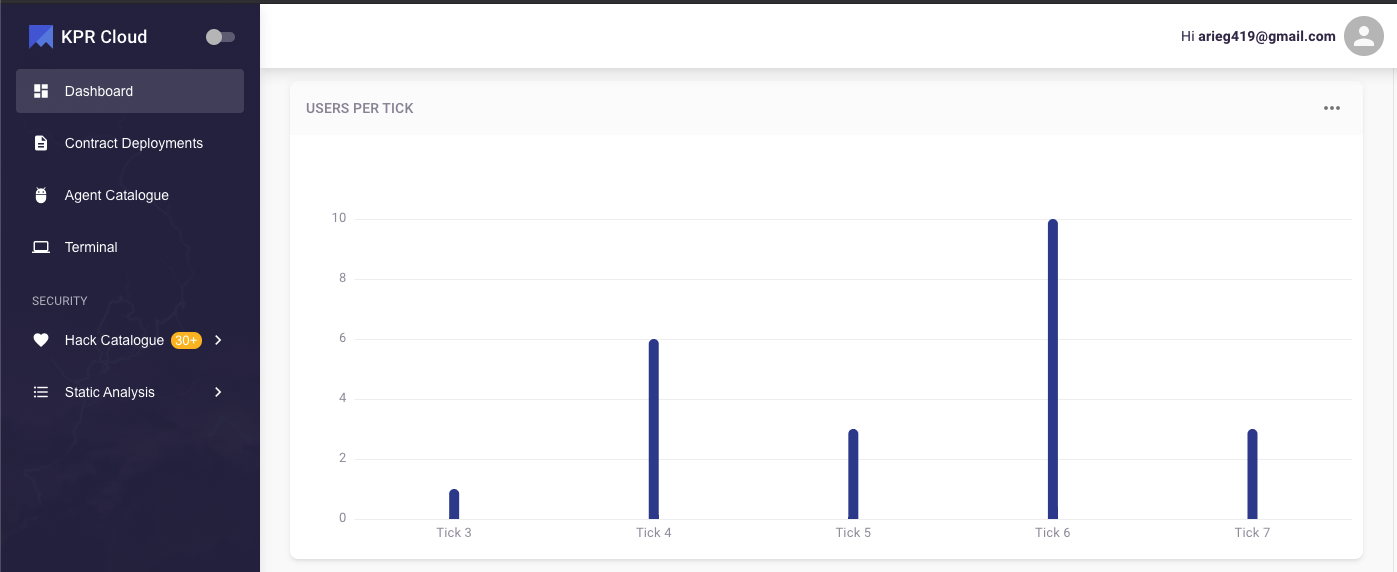 KPR Cloud
Dashboard
Contract Deployments
Agent Catalogue
Terminal
SECURITY
Hack Catalogue 30+
Static Analysis
Hi arieg419@gmail.com
USERS PER TICK
10
8
6
4
2
0
Tick 3 Tick 4 Tick 5 Tick 6 Tick 7